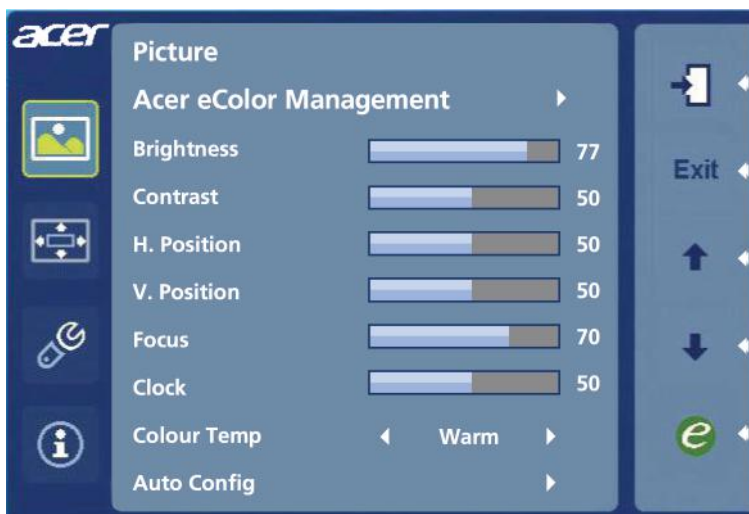 acer
Picture
Acer eColor Management
Brightness 77
Contrast 50
H. Position 50
V. Position 50
Focus 70
Clock 50
Colour Temp Warm
Auto Config
Exit
e